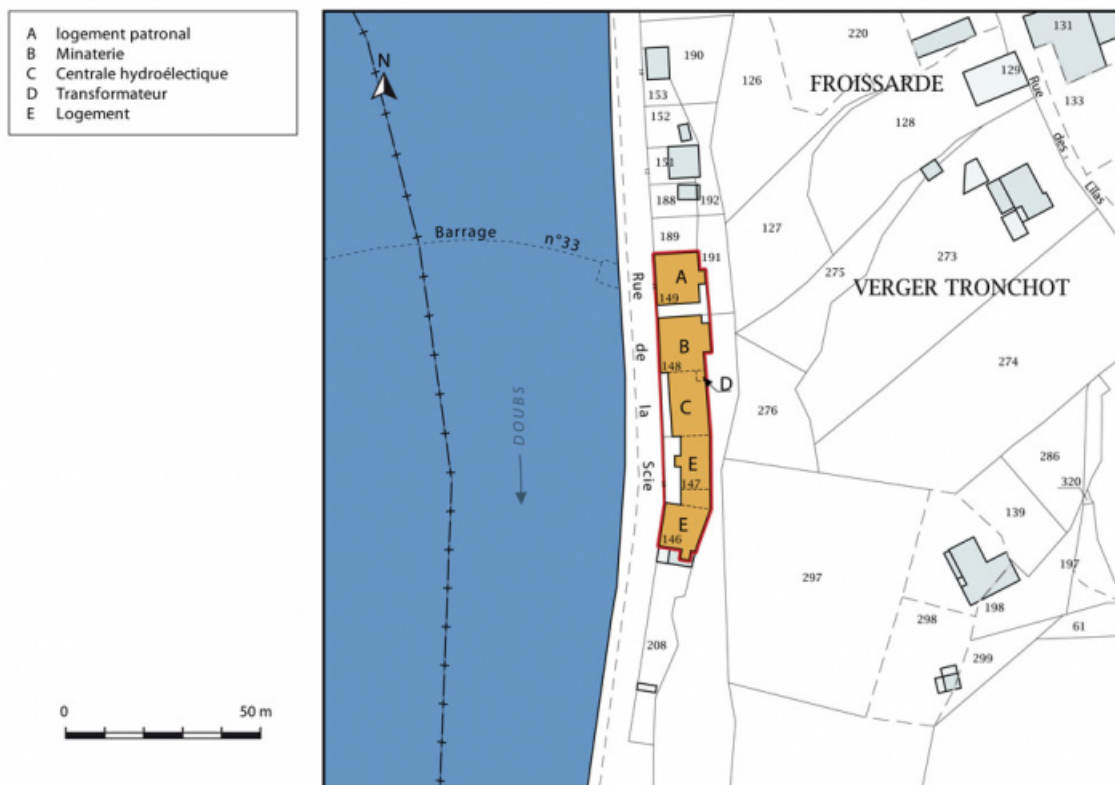 A logement patronal
B Minaterie
C Centrale hydroélectique
D Transformateur
E Logement
0 50 m
N
Barrage n°33
DOUBS
Rue de la Scie
190
153
152
151
188
192
189
191
A
149
B
148
D
C
E
147
E
146
208
220
126
FROISSARDE
131
129
133
Rue des Lilas
128
127
275
273
VERGER TRONCHOT
274
276
286
320
139
197
297
198
298
61
299